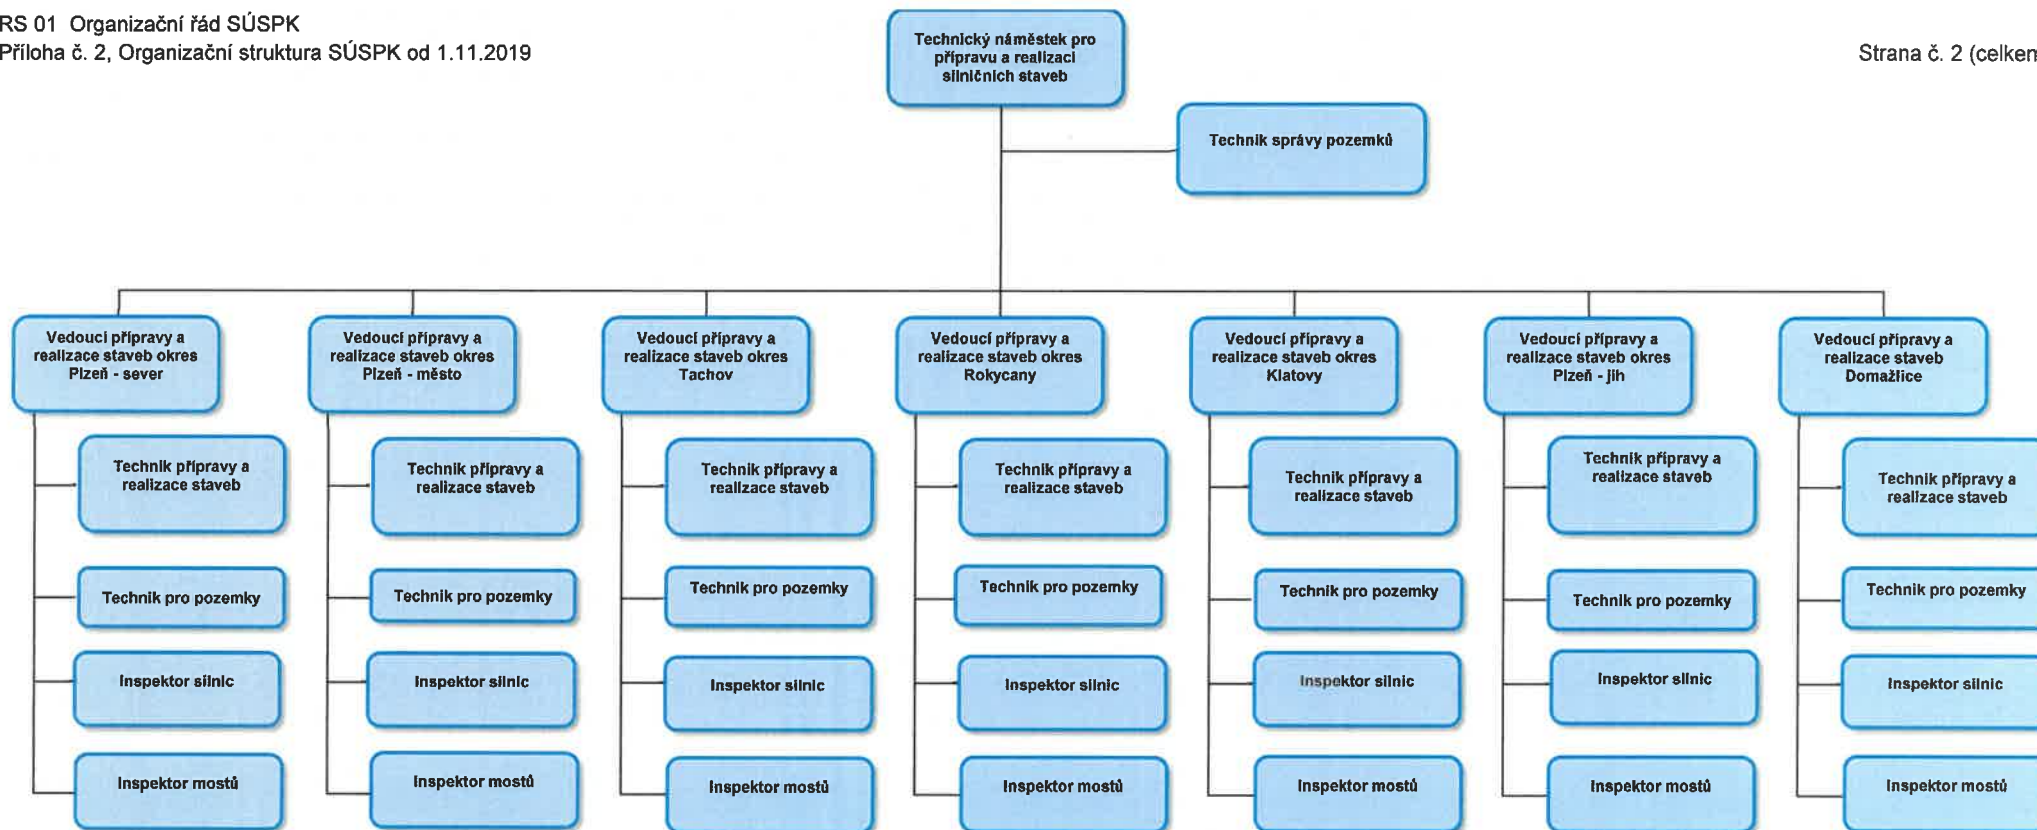 RS 01 Organizační řád SÚSPK
Příloha č. 2, Organizační struktura SÚSPK od 1.11.2019
Strana č. 2 (celkem
Technický náměstek pro
přípravu a realizaci
silničních staveb
Technik správy pozemků
Vedoucí přípravy a
realizace staveb okres
Plzeň - sever
Vedoucí přípravy a
realizace staveb okres
Plzeň - město
Vedoucí přípravy a
realizace staveb okres
Tachov
Vedoucí přípravy a
realizace staveb okres
Rokycany
Vedoucí přípravy a
realizace staveb okres
Klatovy
Vedoucí přípravy a
realizace staveb okres
Plzeň - jih
Vedoucí přípravy a
realizace staveb
Domažlice
Technik přípravy a
realizace staveb
Technik přípravy a
realizace staveb
Technik přípravy a
realizace staveb
Technik přípravy a
realizace staveb
Technik přípravy a
realizace staveb
Technik přípravy a
realizace staveb
Technik přípravy a
realizace staveb
Technik pro pozemky
Technik pro pozemky
Technik pro pozemky
Technik pro pozemky
Technik pro pozemky
Technik pro pozemky
Technik pro pozemky
Inspektor silnic
Inspektor silnic
Inspektor silnic
Inspektor silnic
Inspektor silnic
Inspektor silnic
Inspektor silnic
Inspektor mostů
Inspektor mostů
Inspektor mostů
Inspektor mostů
Inspektor mostů
Inspektor mostů
Inspektor mostů